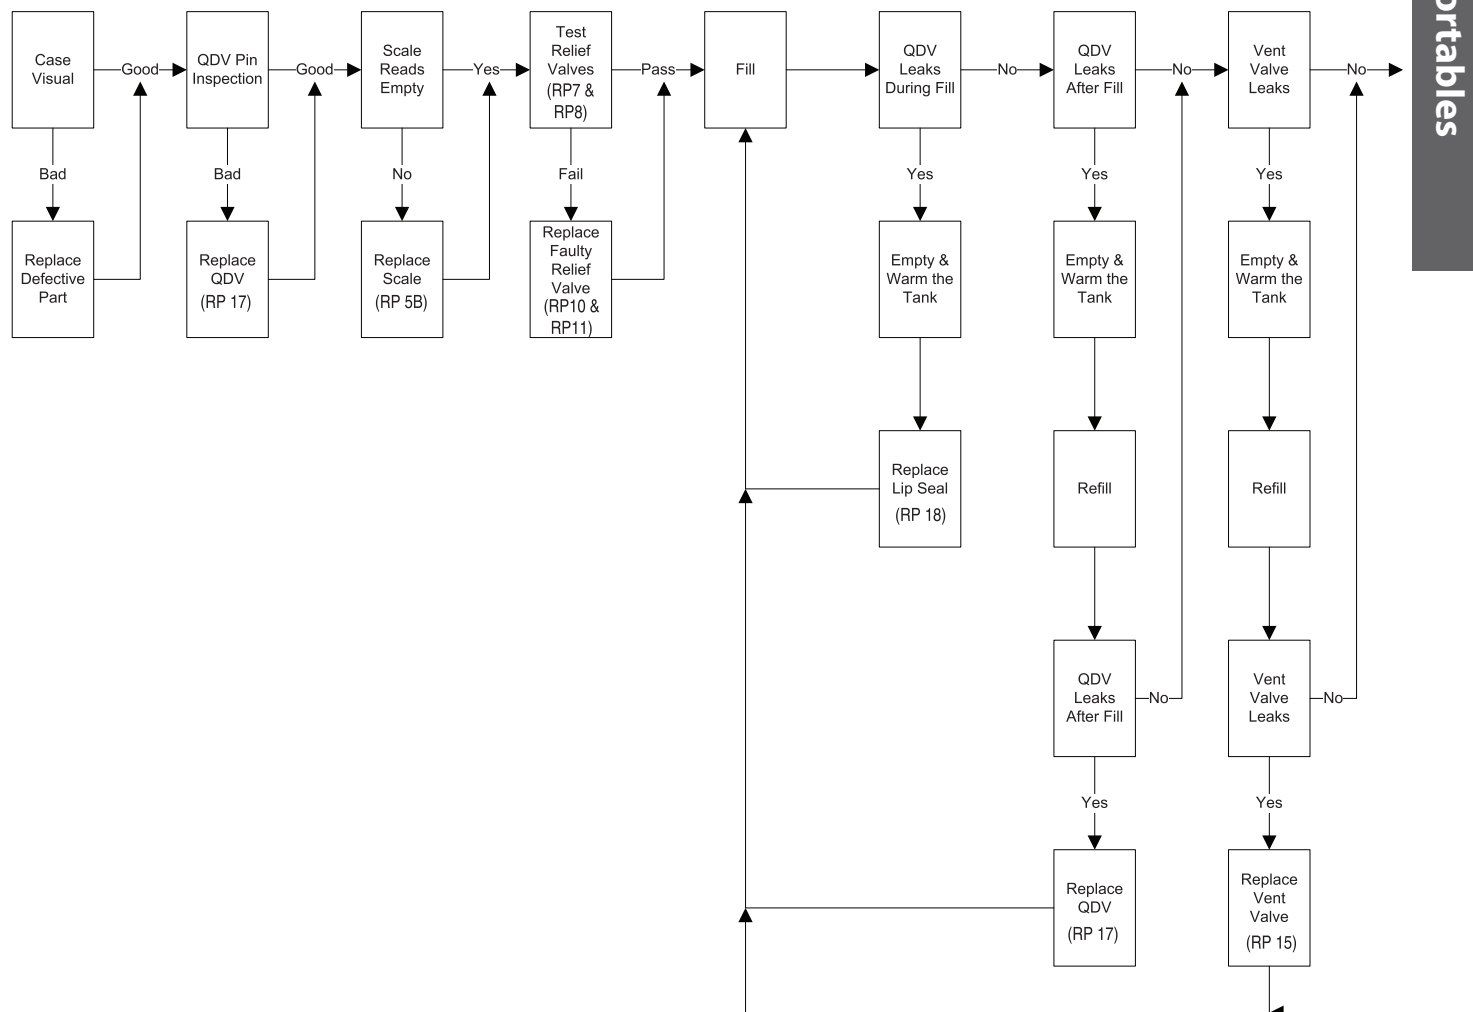 Case
Visual
Good
QDV Pin
Inspection
Good
Scale
Reads
Empty
Yes
Test
Relief
Valves
(RP7 &
RP8)
Pass
Fill
QDV
Leaks
During Fill
No
QDV
Leaks
After Fill
No
Vent
Valve
Leaks
No
ortables
Bad
Bad
No
Fail
Yes
Yes
Yes
Replace
Defective
Part
Replace
QDV
(RP 17)
Replace
Scale
(RP 5B)
Replace
Faulty
Relief
Valve
(RP10 &
RP11)
Empty &
Warm the
Tank
Empty &
Warm the
Tank
Empty &
Warm the
Tank
Replace
Lip Seal
(RP 18)
Refill
Refill
QDV
Leaks
After Fill
No
Vent
Valve
Leaks
No
Yes
Yes
Replace
QDV
(RP 17)
Replace
Vent
Valve
(RP 15)